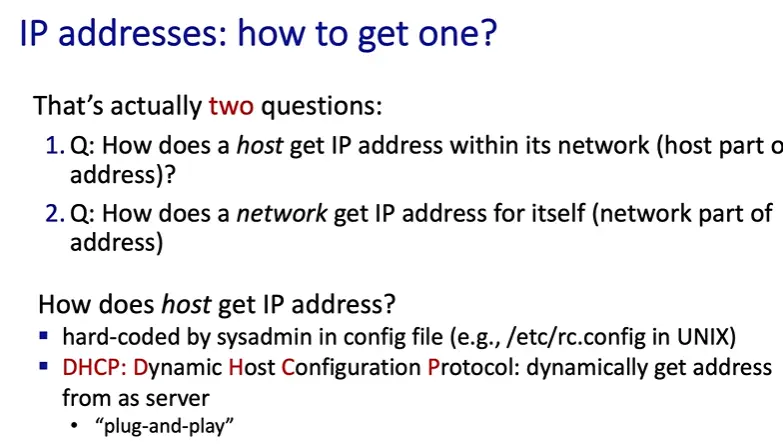 IP addresses: how to get one?
That's actually two questions:
1. Q: How does a host get IP address within its network (host part o
address)?
2. Q: How does a network get IP address for itself (network part of
address)
How does host get IP address?
▪ hard-coded by sysadmin in config file (e.g., /etc/rc.config in UNIX)
▪ DHCP: Dynamic Host Configuration Protocol: dynamically get address
from as server
• “plug-and-play”